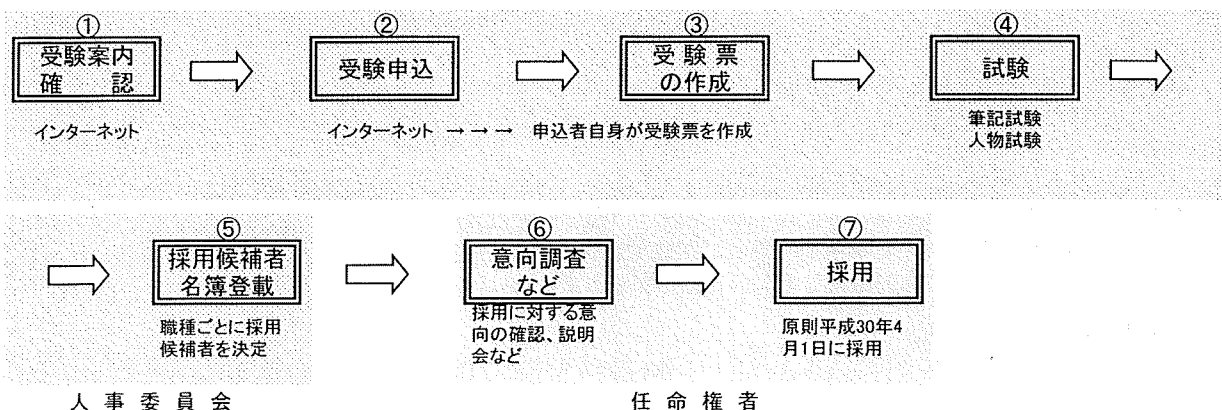 ① ② ③ ④
受験案内
確　　認
受験申込
受 験 票
の作成
試験
インターネット
インターネット →→→ 申込者自身が受験票を作成
筆記試験
人物試験
⑤ ⑥ ⑦
採用候補者
名簿登載
意向調査
など
採用
職種ごとに採用
候補者を決定
採用に対する意
向の確認、説明
会など
原則平成30年4
月1日に採用
人 事 委 員 会
任 命 権 者